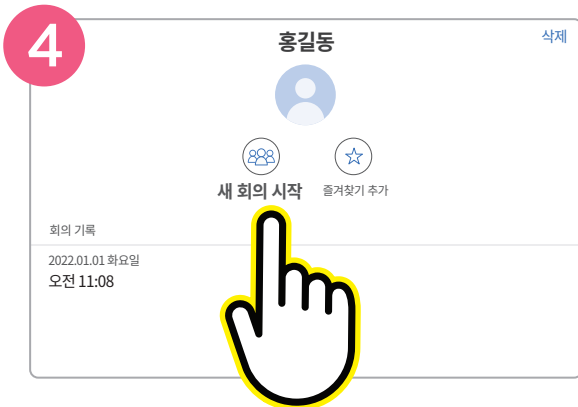 4
홍길동
삭제
새 회의 시작
즐겨찾기 추가
회의 기록
2022.01.01 화요일
오전 11:08